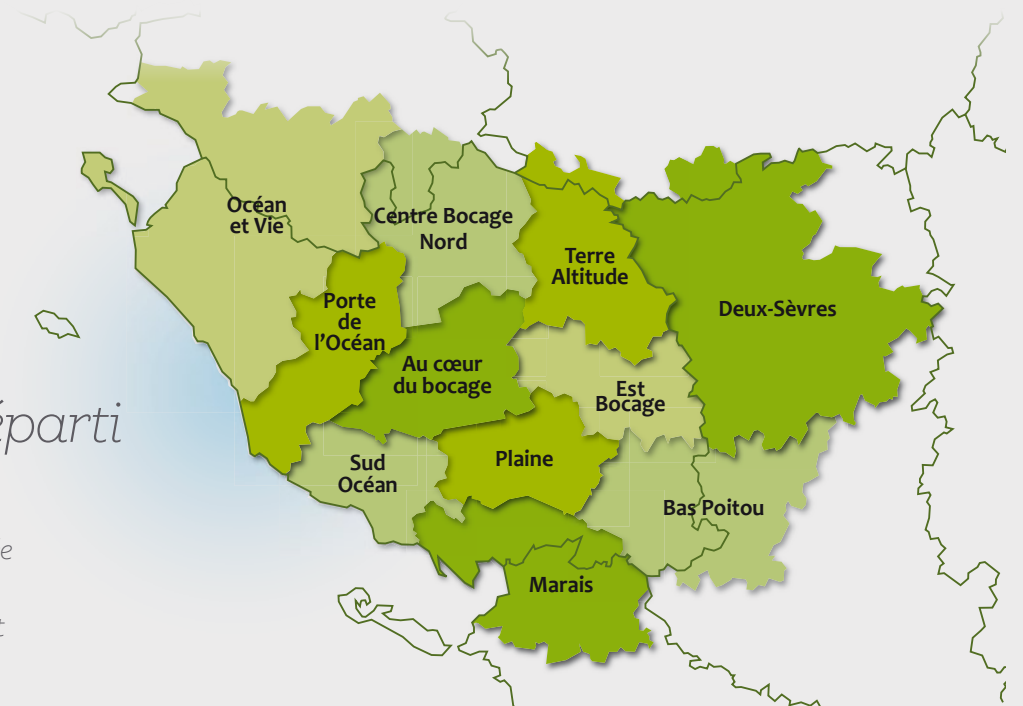 Océan
et Vie
Centre Bocage
Nord
Terre
Altitude
Porte
de
l'Océan
Deux-Sèvres
Au cœur
du bocage
Est
Bocage
Sud
Océan
Plaine
Bas Poitou
Marais
éparti
e
t